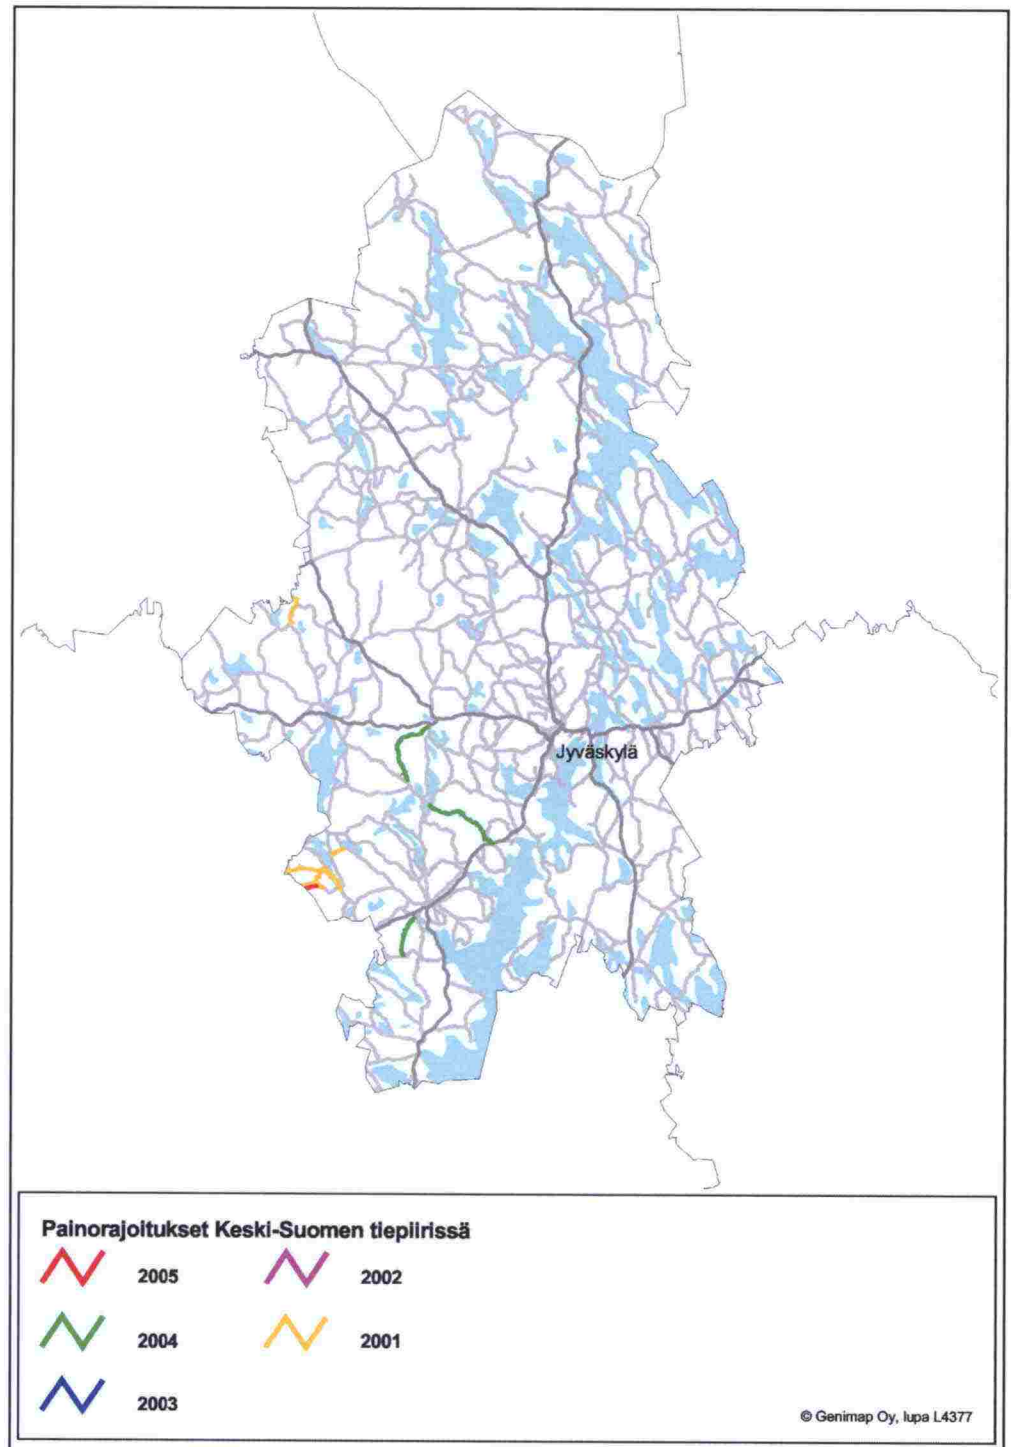 Jyväskylä
Painorajoitukset Keski-Suomen tiepiirissä
2005
2002
2004
2001
2003
© Genimap Oy, lupa L4377